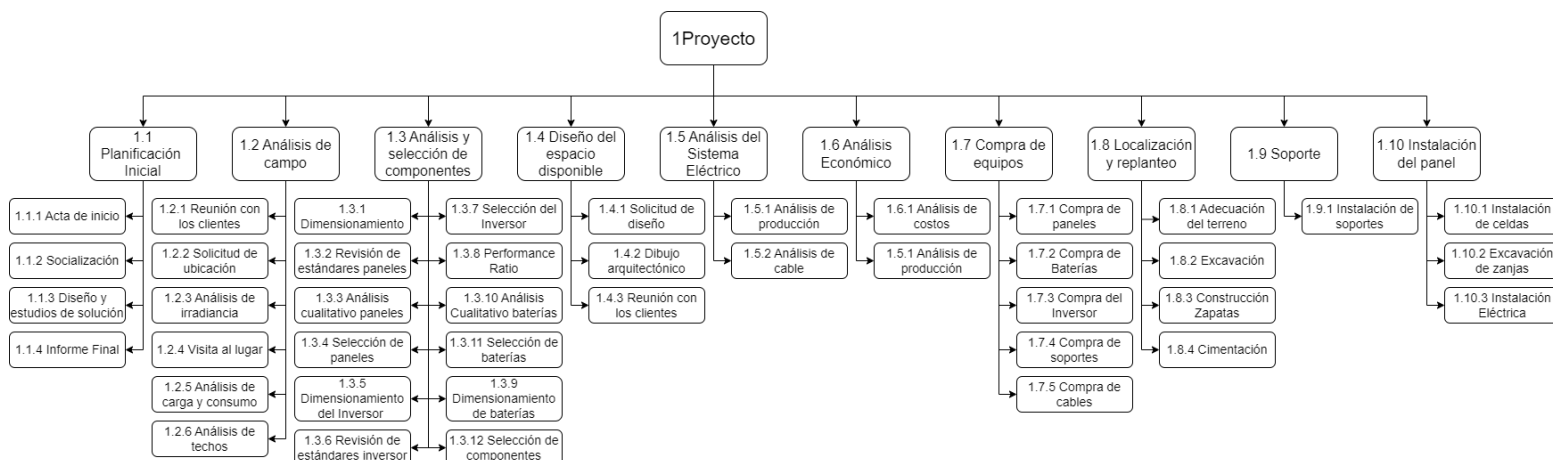 1Proyecto
1.1
Planificación
Inicial
1.2 Análisis de
campo
1.3 Análisis y
selección de
componentes
1.4 Diseño del
espacio
disponible
1.5 Análisis del
Sistema
Eléctrico
1.6 Análisis
Económico
1.7 Compra de
equipos
1.8 Localización
y replanteo
1.9 Soporte
1.10 Instalación
del panel
1.1.1 Acta de inicio
1.1.2 Socialización
1.1.3 Diseño y
estudios de solución
1.1.4 Informe Final
1.2.1 Reunión con
los clientes
1.2.2 Solicitud de
ubicación
1.2.3 Análisis de
irradiancia
1.2.4 Visita al lugar
1.2.5 Análisis de
carga y consumo
1.2.6 Análisis de
techos
1.3.1
Dimensionamiento
1.3.2 Revisión de
estándares paneles
1.3.3 Análisis
cualitativo paneles
1.3.4 Selección de
paneles
1.3.5
Dimensionamiento
del Inversor
1.3.6 Revisión de
estándares inversor
1.3.7 Selección del
Inversor
1.3.8 Performance
Ratio
1.3.10 Análisis
Cualitativo baterías
1.3.11 Selección de
baterías
1.3.9
Dimensionamiento
de baterías
1.3.12 Selección de
componentes
1.4.1 Solicitud de
diseño
1.4.2 Dibujo
arquitectónico
1.4.3 Reunión con
los clientes
1.5.1 Análisis de
producción
1.5.2 Análisis de
cable
1.6.1 Análisis de
costos
1.5.1 Análisis de
producción
1.7.1 Compra de
paneles
1.7.2 Compra de
Baterías
1.7.3 Compra del
Inversor
1.7.4 Compra de
soportes
1.7.5 Compra de
cables
1.8.1 Adecuación
del terreno
1.8.2 Excavación
1.8.3 Construcción
Zapatas
1.8.4 Cimentación
1.9.1 Instalación de
soportes
1.10.1 Instalación
de celdas
1.10.2 Excavación
de zanjas
1.10.3 Instalación
Eléctrica